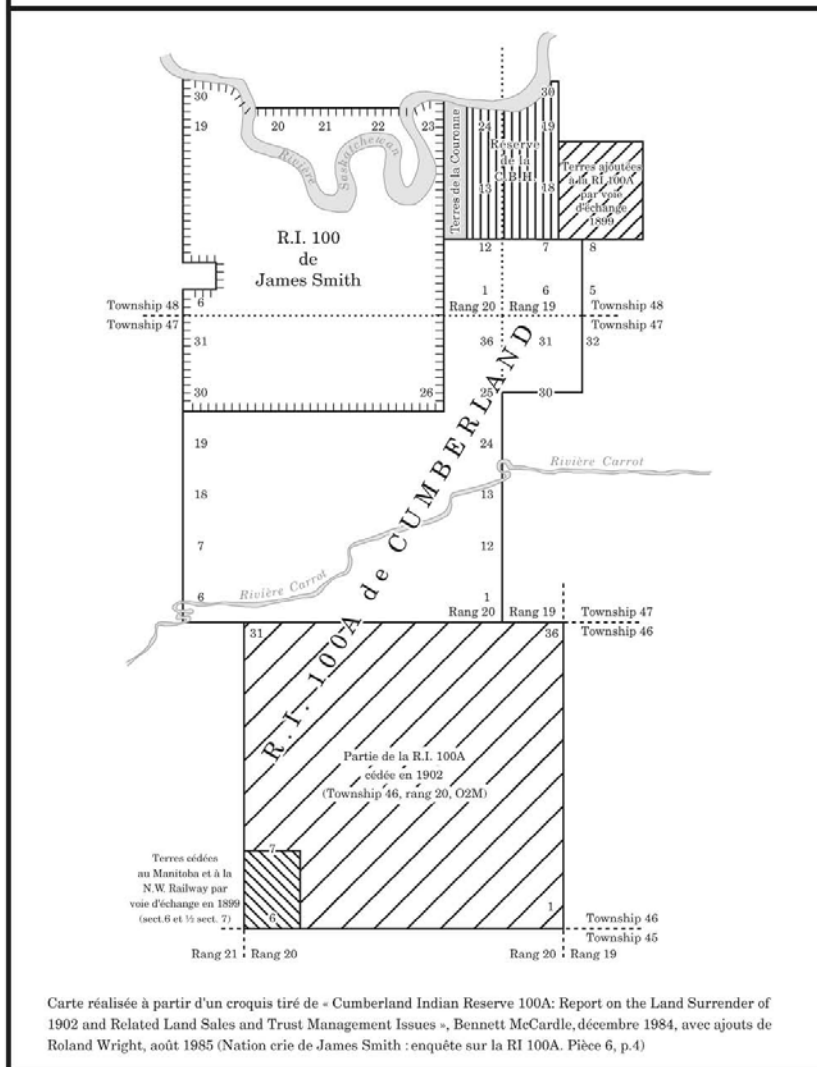 30
30
19
20
21
22
23
24
19
Rivière
Saskatchewan
Terres de la Couronne
Réserve
de la
C.B.H.
13
18
Terres ajoutées
à la RI 100A
par voie
d'échange
1899
R.I. 100
de
James Smith
12
7
8
6
1
6
5
Township 48
Rang 20
Rang 19
Township 48
Township 47
Township 47
31
36
31
32
30
26
25
30
19
24
Rivière Carrot
18
13
7
12
Rivière Carrot
6
1
R.I. 100A de CUMBERLAND
Rang 20
Rang 19
Township 47
31
36
Township 46
Partie de la R.I. 100A
cédée en 1902
(Township 46, rang 20, O2M)
Terres cédées
au Manitoba et à la
N.W. Railway par
voie d'échange en 1899
(sect.6 et ½ sect. 7)
7
6
1
Township 46
Township 45
Rang 21
Rang 20
Rang 20
Rang 19
Carte réalisée à partir d'un croquis tiré de « Cumberland Indian Reserve 100A: Report on the Land Surrender of
1902 and Related Land Sales and Trust Management Issues », Bennett McCardle, décembre 1984, avec ajouts de
Roland Wright, août 1985 (Nation crie de James Smith : enquête sur la RI 100A. Pièce 6, p.4)